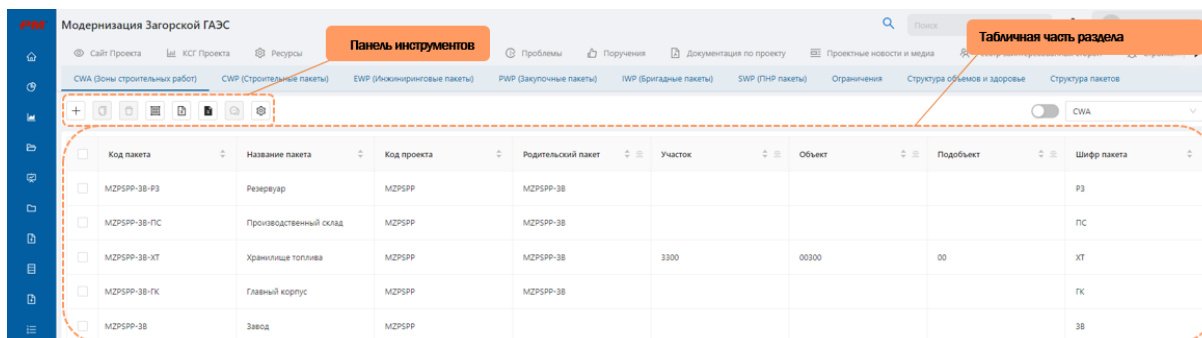 PM Модернизация Загорской ГАЭС Поиск
Сайт Проекта КСГ Проекта Ресурсы Проблемы Поручения Документация по проекту Проектные новости и медиа
Панель инструментов
Табличная часть раздела
CWA (Зоны строительных работ) CWP (Строительные пакеты) EWP (Инжиниринговые пакеты) PWP (Закупочные пакеты) IWP (Бригадные пакеты) SWP (ПНР пакеты) Ограничения Структура объемов и здоровье Структура пакетов
CWA
Код пакета Название пакета Код проекта Родительский пакет Участок Объект Подобъект Шифр пакета
MZPSPP-ЗВ-РЗ Резервуар MZPSPP MZPSPP-ЗВ РЗ
MZPSPP-ЗВ-ПС Производственный склад MZPSPP MZPSPP-ЗВ ПС
MZPSPP-ЗВ-ХТ Хранилище топлива MZPSPP MZPSPP-ЗВ 3300 00300 00 ХТ
MZPSPP-ЗВ-ГК Главный корпус MZPSPP MZPSPP-ЗВ ГК
MZPSPP-ЗВ Завод MZPSPP ЗВ